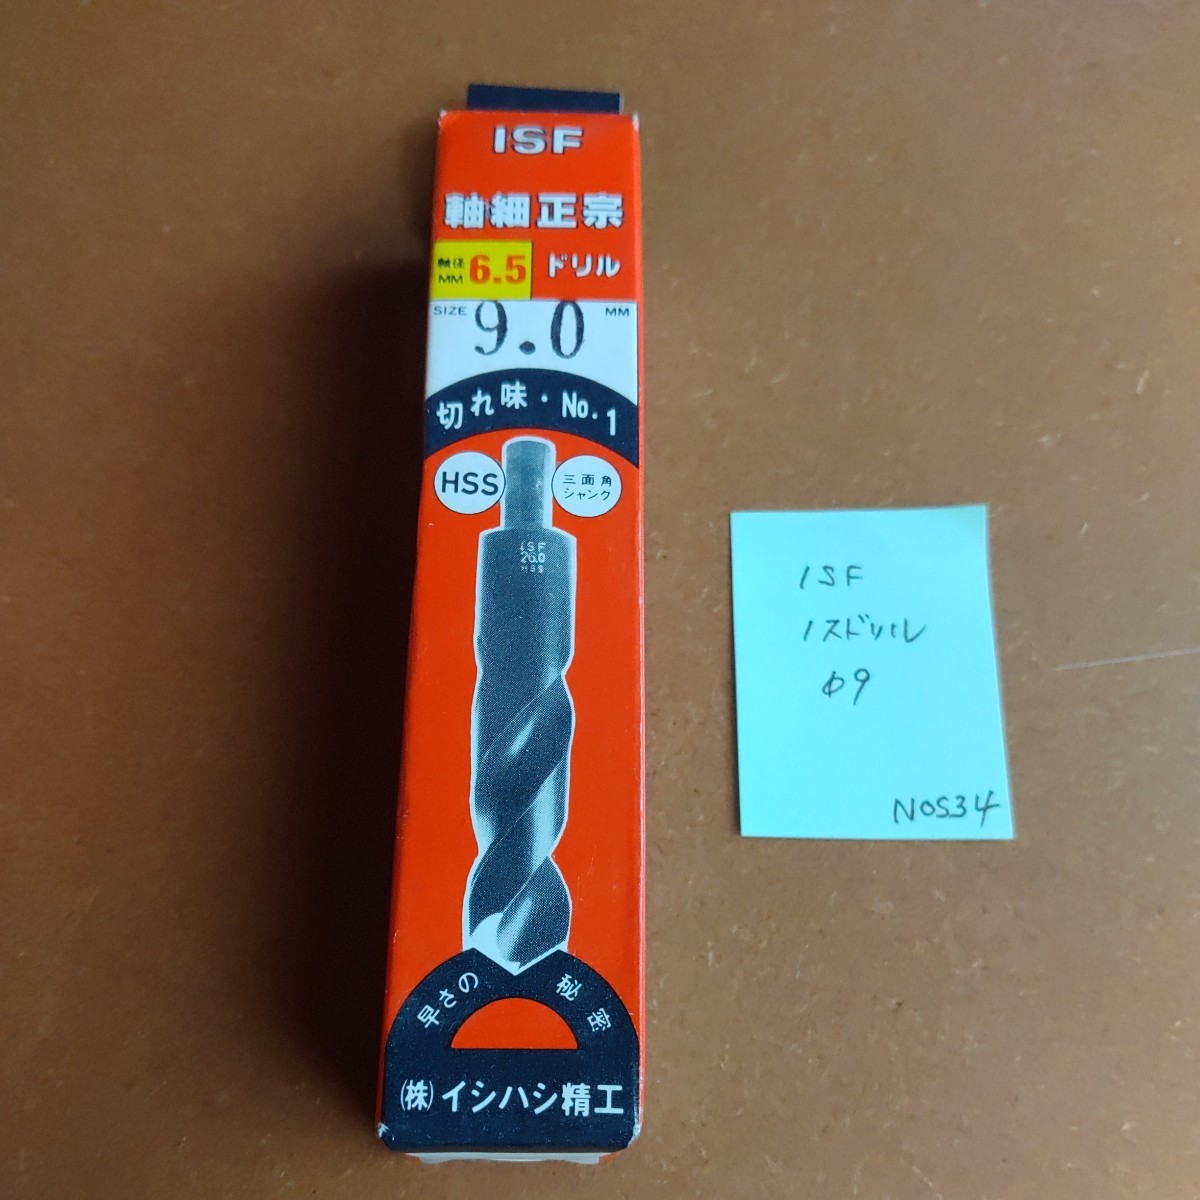 ISF
軸細正宗
軸径
MM 6.5 ドリル
SIZE 9.0 MM
切れ味・No.1
HSS
三面角
シャンク
ISF
26.0
HSS
早さの秘密
(株)イシハシ精工
ISF
ノスドリル
φ9
NOS34